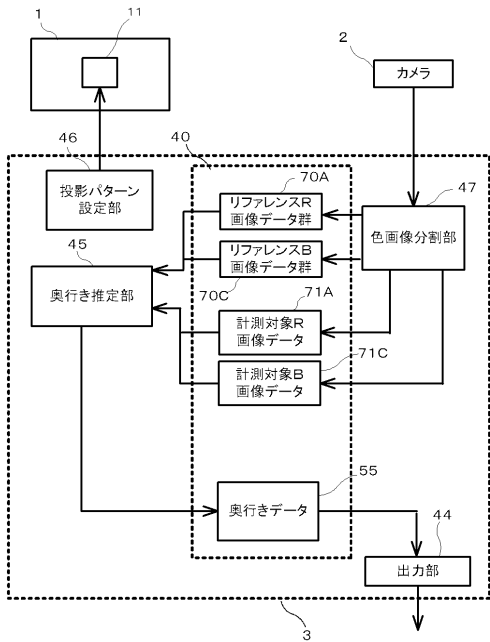 1
11
2
カメラ
46
40
投影パターン
設定部
70A
リファレンスR
画像データ群
47
色画像分割部
45
リファレンスB
画像データ群
70C
奥行き推定部
71A
計測対象R
画像データ
71C
計測対象B
画像データ
55
奥行きデータ
44
出力部
3